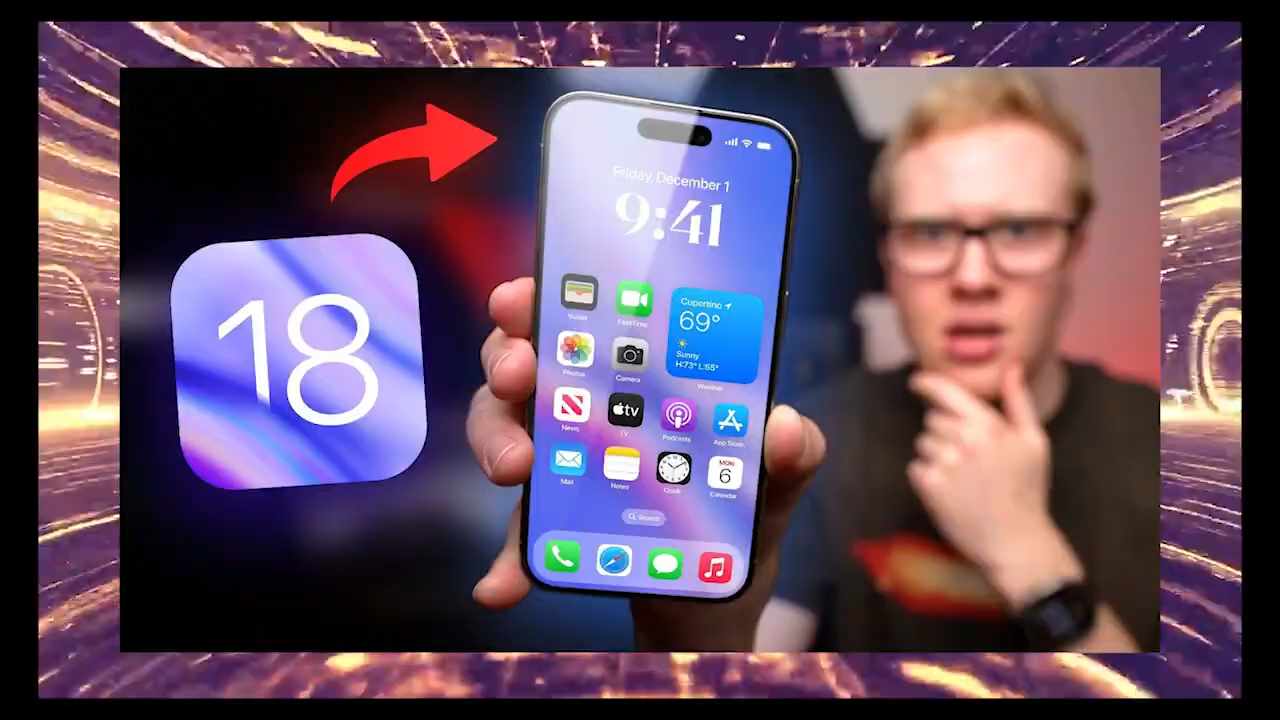 18
Friday, December 1
9:41
Wallet
FaceTime
Cupertino
69°
Sunny
H:73° L:55°
Weather
Photos
Camera
News
tv
TV
Podcasts
App Store
MON
6
Mail
Notes
Clock
Calendar
Search